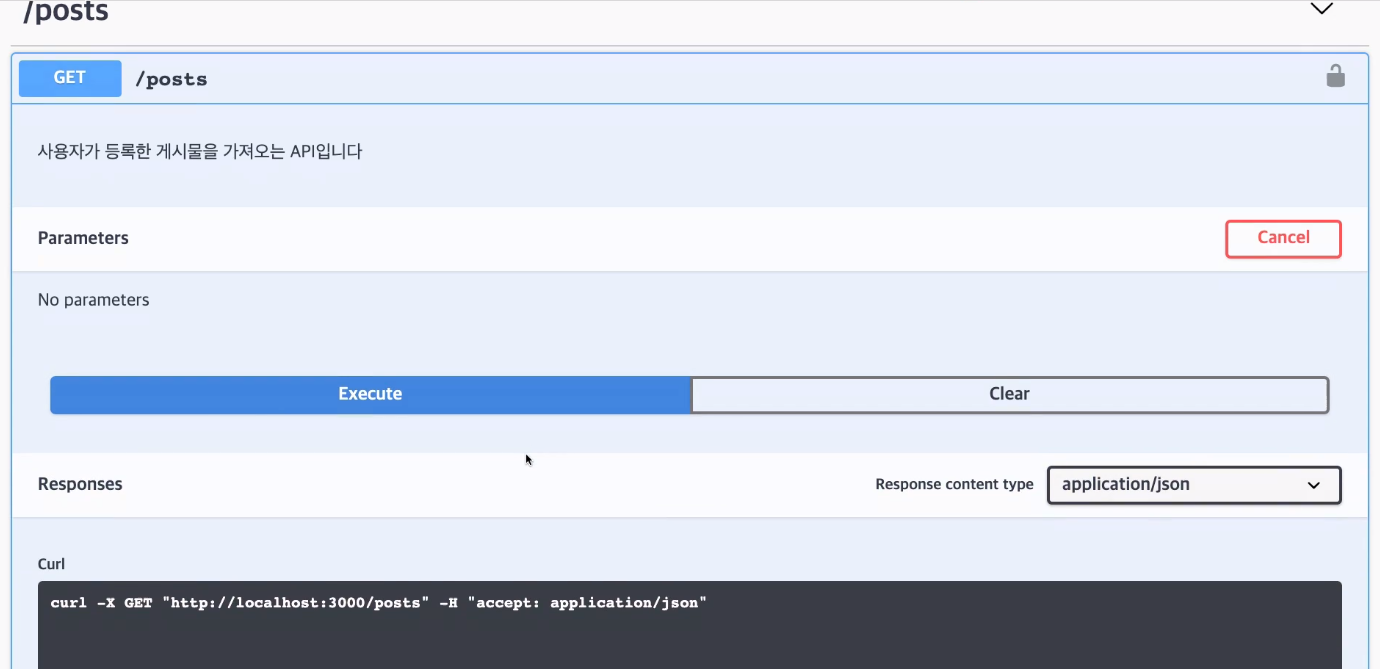 /posts
GET /posts
사용자가 등록한 게시물을 가져오는 API입니다
Parameters Cancel
No parameters
Execute Clear
Responses Response content type application/json
Curl
curl -X GET "http://localhost:3000/posts" -H "accept: application/json"